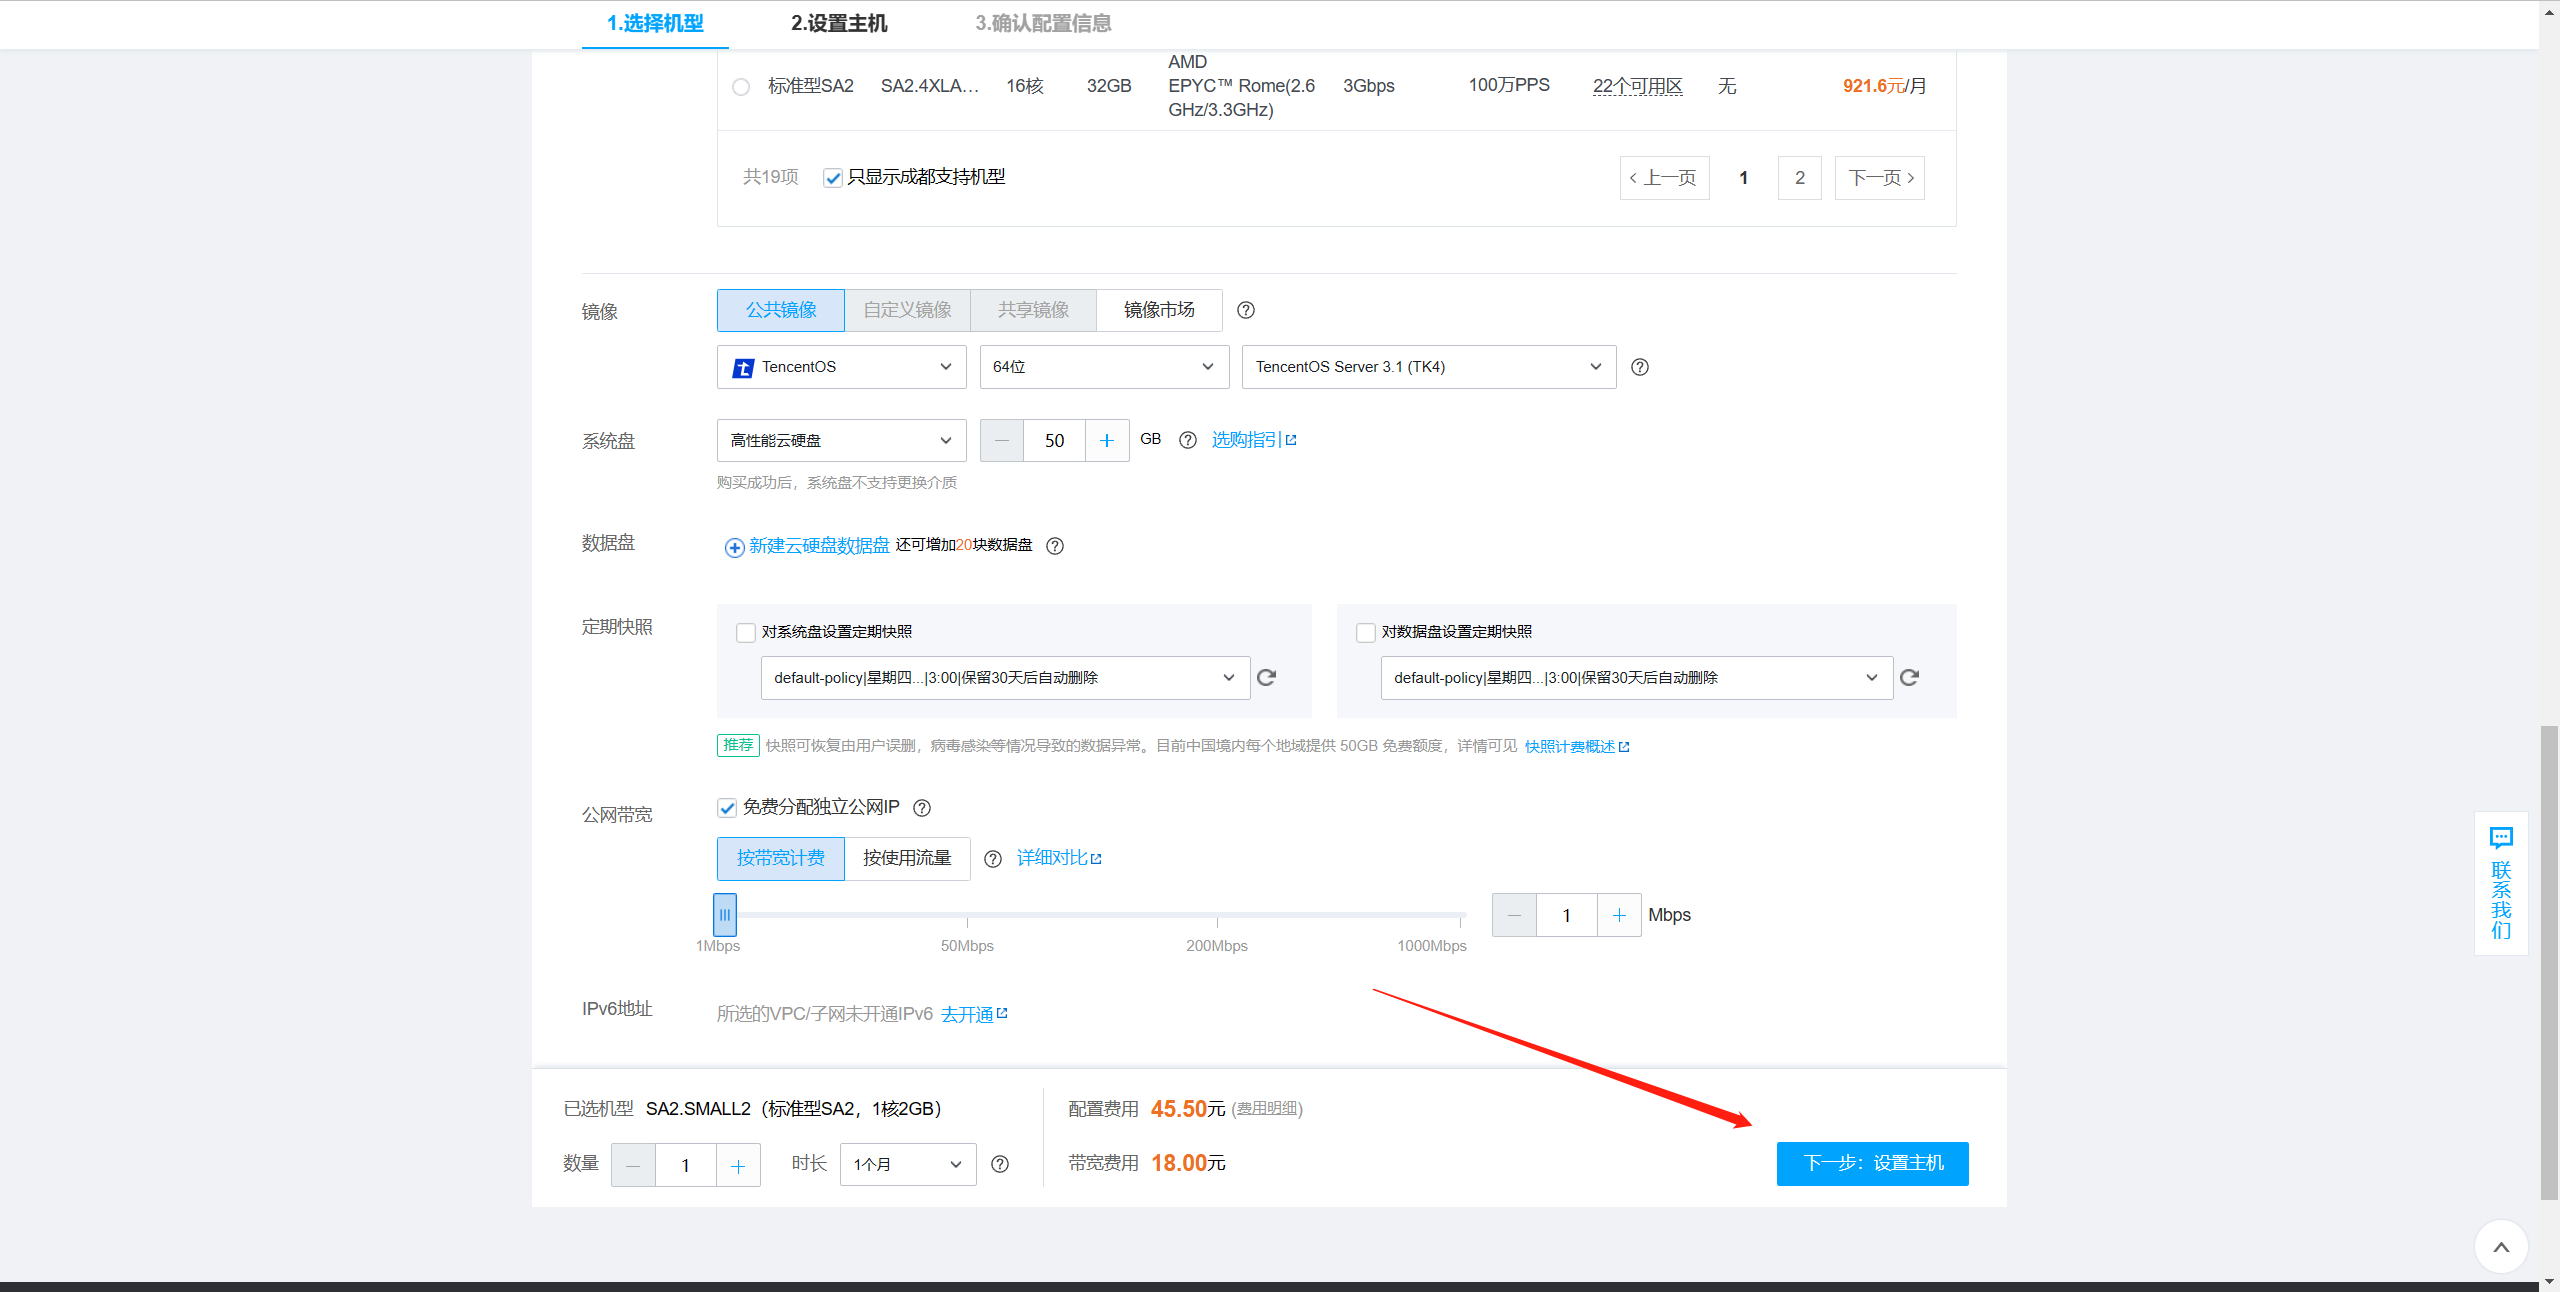 1.选择机型 2.设置主机 3.确认配置信息
标准型SA2 SA2.4XLA... 16核 32GB AMD EPYC™ Rome(2.6 GHz/3.3GHz) 3Gbps 100万PPS 22个可用区 无 921.6元/月
共19项 只显示成都支持机型 上一页 1 2 下一页
镜像 公共镜像 自定义镜像 共享镜像 镜像市场
TencentOS 64位 TencentOS Server 3.1 (TK4)
系统盘 高性能云硬盘 50 GB 选购指引
购买成功后，系统盘不支持更换介质
数据盘 新建云硬盘数据盘 还可增加20块数据盘
定期快照 对系统盘设置定期快照 对数据盘设置定期快照
default-policy|星期四...|3:00|保留30天后自动删除 default-policy|星期四...|3:00|保留30天后自动删除
推荐 快照可恢复由用户误删，病毒感染等情况导致的数据异常。目前中国境内每个地域提供 50GB 免费额度，详情可见 快照计费概述
公网带宽 免费分配独立公网IP
按带宽计费 按使用流量 详细对比
1 Mbps
1Mbps 50Mbps 200Mbps 1000Mbps
IPv6地址 所选的VPC/子网未开通IPv6 去开通
已选机型 SA2.SMALL2（标准型SA2，1核2GB） 配置费用 45.50元 (费用明细)
数量 1 时长 1个月 带宽费用 18.00元 下一步：设置主机
联系我们